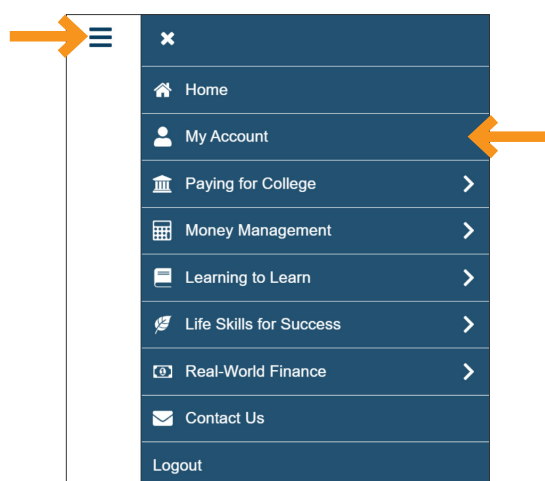 Home
My Account
Paying for College
Money Management
Learning to Learn
Life Skills for Success
Real-World Finance
Contact Us
Logout